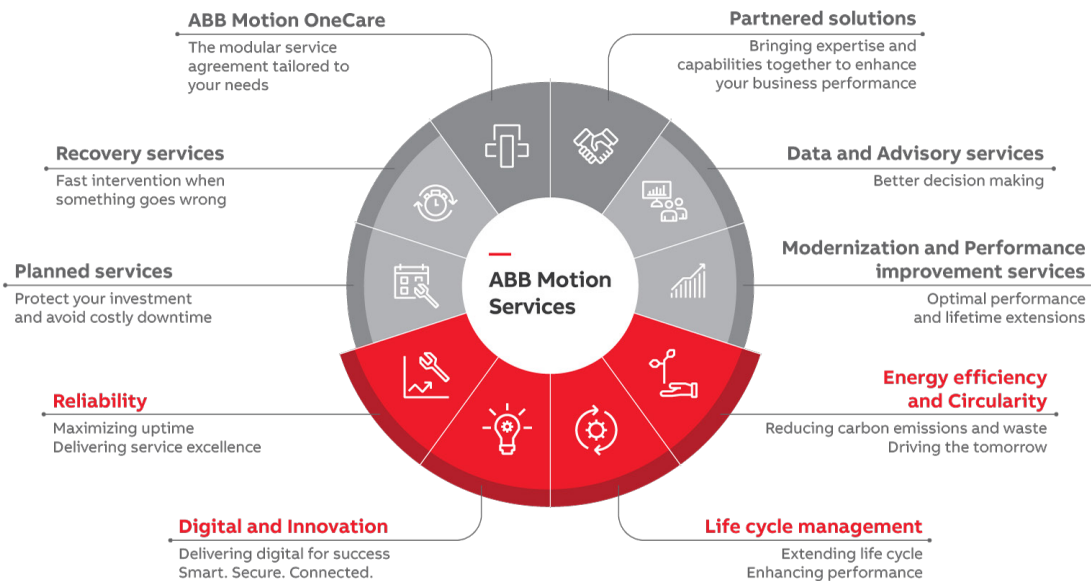 ABB Motion OneCare
The modular service
agreement tailored to
your needs
Partnered solutions
Bringing expertise and
capabilities together to enhance
your business performance
Recovery services
Fast intervention when
something goes wrong
Data and Advisory services
Better decision making
Planned services
Protect your investment
and avoid costly downtime
ABB Motion
Services
Modernization and Performance
improvement services
Optimal performance
and lifetime extensions
Reliability
Maximizing uptime
Delivering service excellence
Energy efficiency
and Circularity
Reducing carbon emissions and waste
Driving the tomorrow
Digital and Innovation
Delivering digital for success
Smart. Secure. Connected.
Life cycle management
Extending life cycle
Enhancing performance